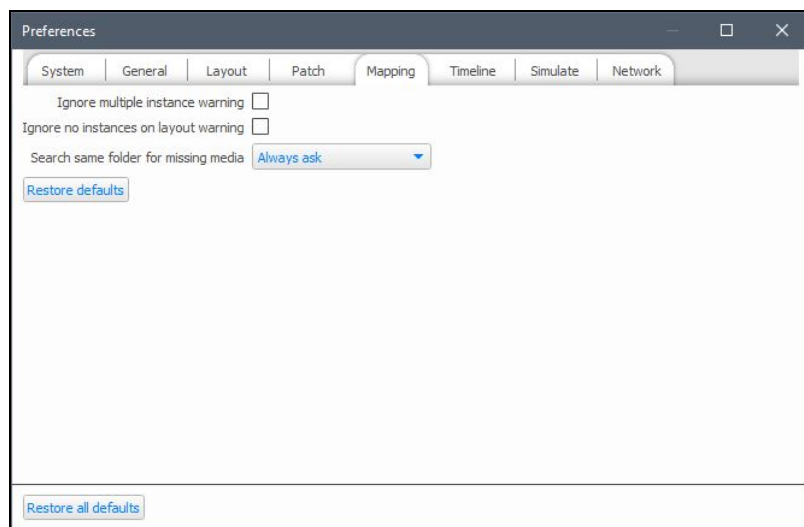 Preferences
System General Layout Patch Mapping Timeline Simulate Network
Ignore multiple instance warning
Ignore no instances on layout warning
Search same folder for missing media Always ask
Restore defaults
Restore all defaults